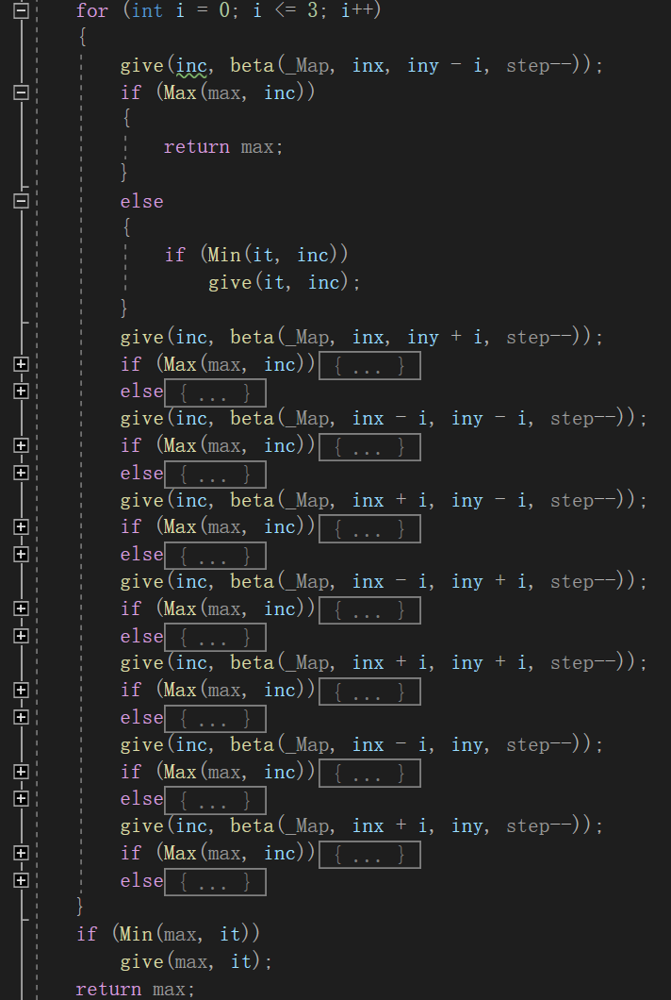 for (int i = 0; i <= 3; i++)
{
give(inc, beta(_Map, inx, iny - i, step--));
if (Max(max, inc))
{
return max;
}
else
{
if (Min(it, inc))
give(it, inc);
}
give(inc, beta(_Map, inx, iny + i, step--));
if (Max(max, inc)) { ... }
else { ... }
give(inc, beta(_Map, inx - i, iny - i, step--));
if (Max(max, inc)) { ... }
else { ... }
give(inc, beta(_Map, inx + i, iny - i, step--));
if (Max(max, inc)) { ... }
else { ... }
give(inc, beta(_Map, inx - i, iny + i, step--));
if (Max(max, inc)) { ... }
else { ... }
give(inc, beta(_Map, inx + i, iny + i, step--));
if (Max(max, inc)) { ... }
else { ... }
give(inc, beta(_Map, inx - i, iny, step--));
if (Max(max, inc)) { ... }
else { ... }
give(inc, beta(_Map, inx + i, iny, step--));
if (Max(max, inc)) { ... }
else { ... }
}
if (Min(max, it))
give(max, it);
return max;